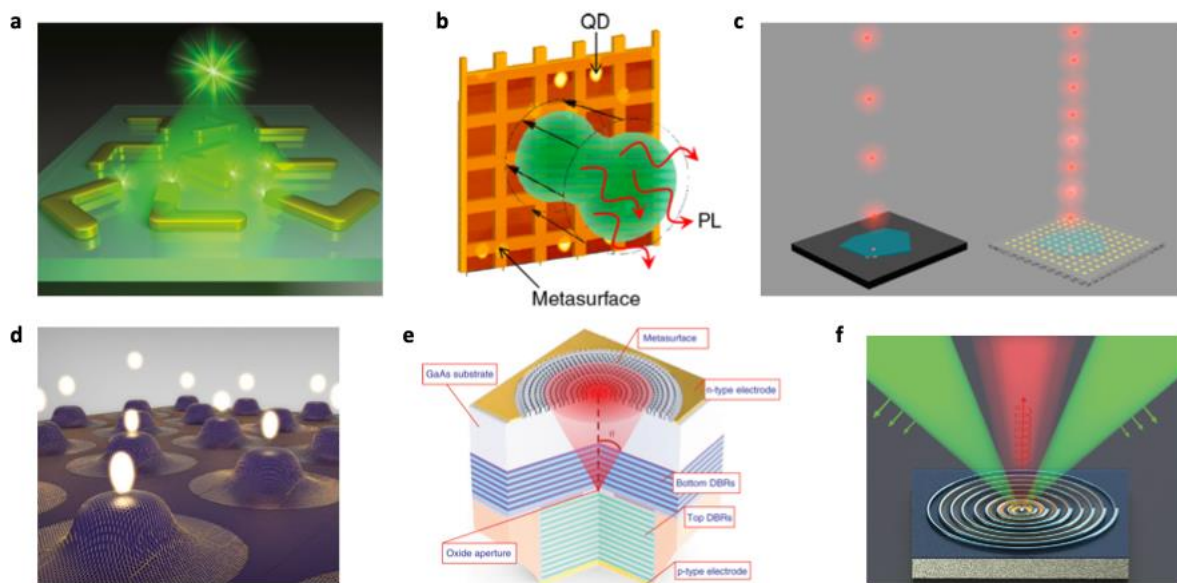 a
b
QD
PL
Metasurface
c
d
e
Metasurface
GaAs substrate
n-type electrode
Bottom DBRs
Top DBRs
Oxide aperture
p-type electrode
f